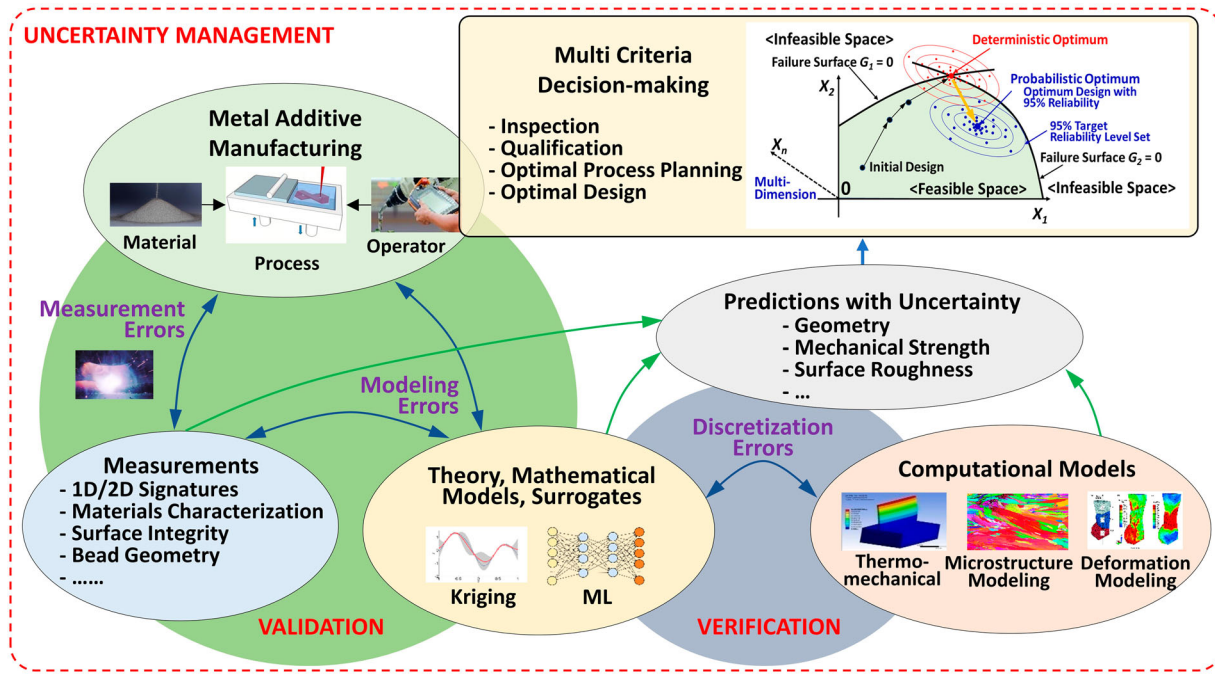 UNCERTAINTY MANAGEMENT
Metal Additive
Manufacturing
Material
Process
Operator
Multi Criteria
Decision-making
- Inspection
- Qualification
- Optimal Process Planning
- Optimal Design
<Infeasible Space>
Deterministic Optimum
Failure Surface G1 = 0
X2
Probabilistic Optimum
Optimum Design with
95% Reliability
95% Target
Reliability Level Set
Xn
Initial Design
Failure Surface G2 = 0
Multi-
Dimension
0
<Feasible Space>
<Infeasible Space>
X1
Measurement
Errors
Modeling
Errors
Predictions with Uncertainty
- Geometry
- Mechanical Strength
- Surface Roughness
- ...
Discretization
Errors
Measurements
- 1D/2D Signatures
- Materials Characterization
- Surface Integrity
- Bead Geometry
- ......
Theory, Mathematical
Models, Surrogates
Kriging
ML
Computational Models
Thermo-
mechanical
Microstructure
Modeling
Deformation
Modeling
VALIDATION
VERIFICATION